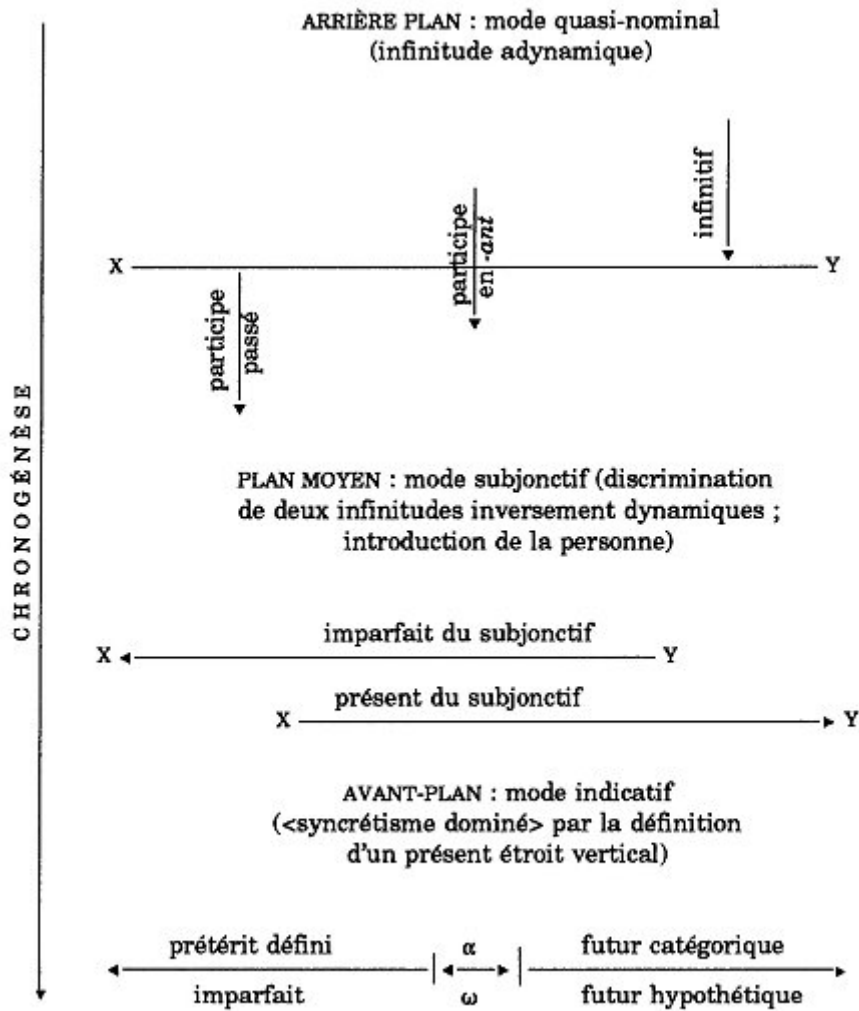 ARRIÈRE PLAN : mode quasi-nominal
(infinitude adynamique)
infinitif
participe
en -ant
X
Y
participe
passé
CHRONOGÉNÈSE
PLAN MOYEN : mode subjonctif (discrimination
de deux infinitudes inversement dynamiques ;
introduction de la personne)
imparfait du subjonctif
X
Y
présent du subjonctif
X
Y
AVANT-PLAN : mode indicatif
(<syncrétisme dominé> par la définition
d'un présent étroit vertical)
prétérit défini
α
futur catégorique
imparfait
ω
futur hypothétique